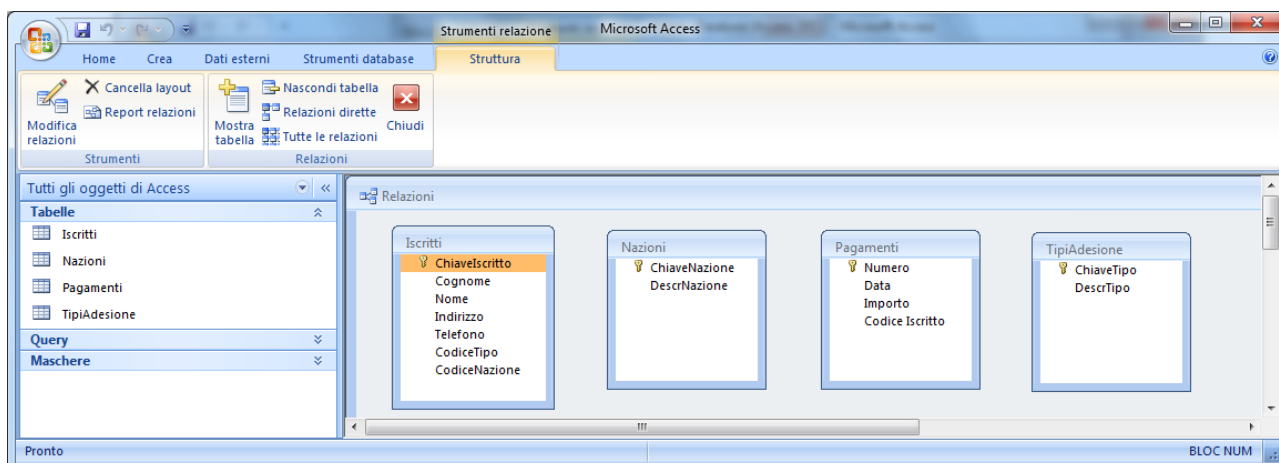 Strumenti relazione Microsoft Access
Home Crea Dati esterni Strumenti database Struttura
Modifica relazioni
Cancella layout
Report relazioni
Strumenti
Mostra tabella
Nascondi tabella
Relazioni dirette
Tutte le relazioni
Chiudi
Relazioni
Tutti gli oggetti di Access
Tabelle
Iscritti
Nazioni
Pagamenti
TipiAdesione
Query
Maschere
Relazioni
Iscritti
ChiaveIscritto
Cognome
Nome
Indirizzo
Telefono
CodiceTipo
CodiceNazione
Nazioni
ChiaveNazione
DescrNazione
Pagamenti
Numero
Data
Importo
Codice Iscritto
TipiAdesione
ChiaveTipo
DescrTipo
Pronto
BLOC NUM